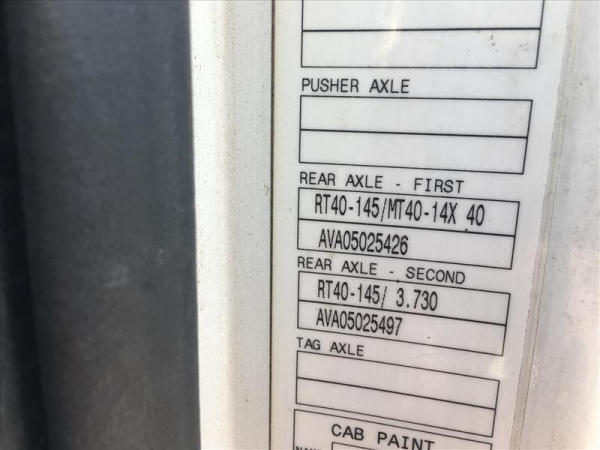 PUSHER AXLE
REAR AXLE - FIRST
RT40-145/MT40-14X 40
AVA05025426
REAR AXLE - SECOND
RT40-145/ 3.730
AVA05025497
TAG AXLE
CAB PAINT